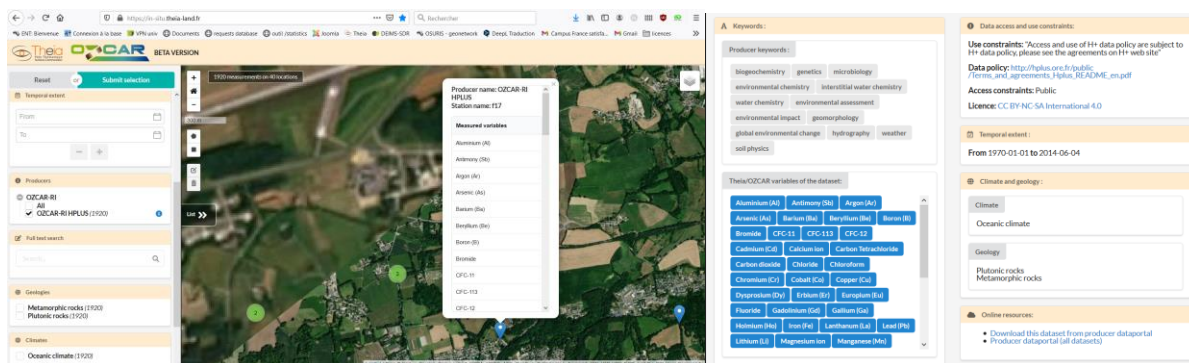 https://in-situ.theia-land.fr
Rechercher
ENT: Bienvenue
Connexion à la base
VPN univ
Documents
requests database
outil /statistics
Joomla
Theia
OSURIS - geonetwork
DeepL Traduction
Campus France satisfa...
Gmail
licences
Theia
OZCAR
BETA VERSION
Reset
or
Submit selection
1920 measurements on 40 locations
Temporal extent
From
To
Producers
OZCAR-RI
All
OZCAR-RI HPLUS (1920)
Full text search
Search...
Geologies
Metamorphic rocks (1920)
Plutonic rocks (1920)
Climates
Oceanic climate (1920)
List
3
2
Producer name: OZCAR-RI
HPLUS
Station name: f17
Measured variables
Aluminium (Al)
Antimony (Sb)
Argon (Ar)
Arsenic (As)
Barium (Ba)
Beryllium (Be)
Boron (B)
Bromide
CFC-11
CFC-113
CFC-12
Keywords :
Producer keywords :
biogeochemistry genetics microbiology
environmental chemistry interstitial water chemistry
water chemistry environmental assessment
environmental impact geomorphology
global environmental change hydrography weather
soil physics
Theia/OZCAR variables of the dataset:
Aluminium (Al) Antimony (Sb) Argon (Ar)
Arsenic (As) Barium (Ba) Beryllium (Be) Boron (B)
Bromide CFC-11 CFC-113 CFC-12
Cadmium (Cd) Calcium ion Carbon Tetrachloride
Carbon dioxide Chloride Chloroform
Chromium (Cr) Cobalt (Co) Copper (Cu)
Dysprosium (Dy) Erbium (Er) Europium (Eu)
Fluoride Gadolinium (Gd) Gallium (Ga)
Holmium (Ho) Iron (Fe) Lanthanum (La) Lead (Pb)
Lithium (Li) Magnesium ion Manganese (Mn)
Data access and use constraints:
Use constraints: "Access and use of H+ data policy are subject to
H+ data policy, please see the agreements on H+ web site"
Data policy: http://hplus.ore.fr/public
/Terms_and_agreements_Hplus_README_en.pdf
Access constraints: Public
Licence: CC BY-NC-SA International 4.0
Temporal extent :
From 1970-01-01 to 2014-06-04
Climate and geology :
Climate
Oceanic climate
Geology
Plutonic rocks
Metamorphic rocks
Online resources:
Download this dataset from producer dataportal
Producer dataportal (all datasets)